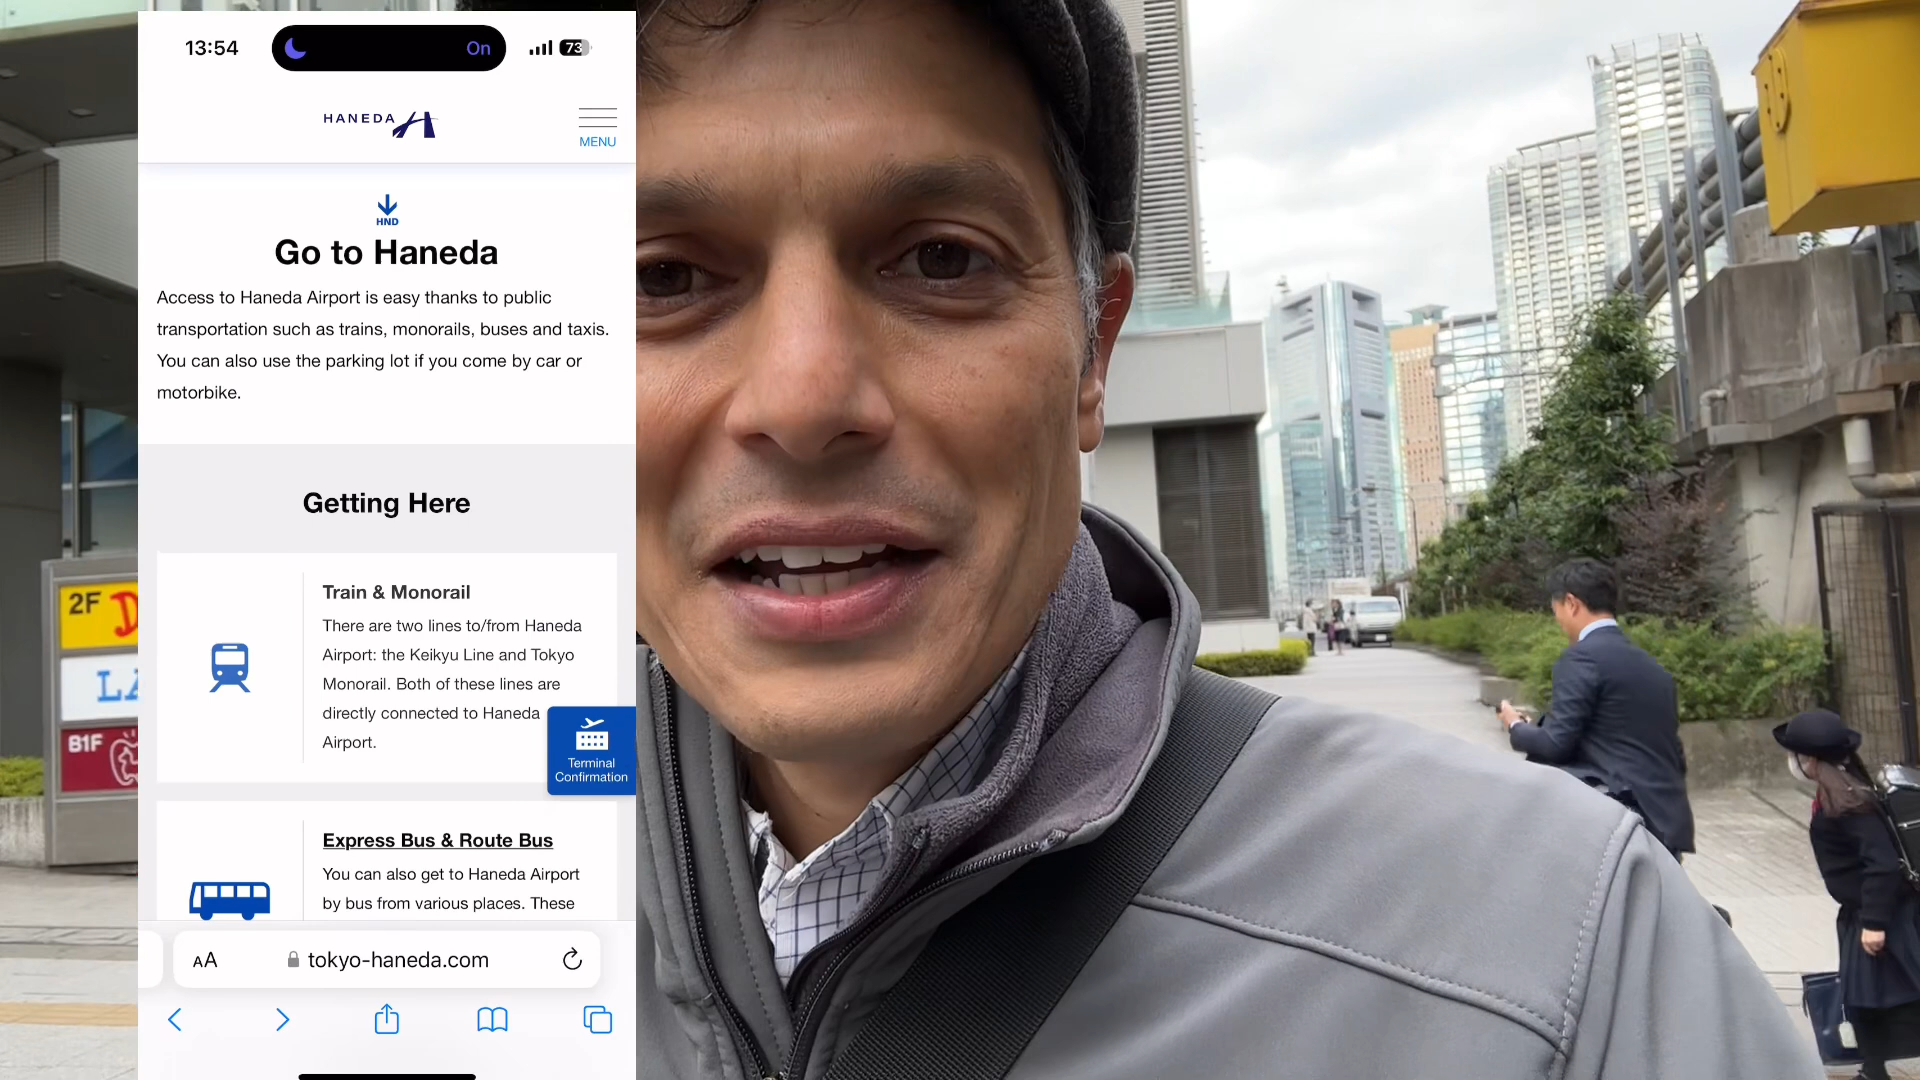 13:54
On
73
HANEDA
MENU
HND
Go to Haneda
Access to Haneda Airport is easy thanks to public
transportation such as trains, monorails, buses and taxis.
You can also use the parking lot if you come by car or
motorbike.
Getting Here
Train & Monorail
There are two lines to/from Haneda
Airport: the Keikyu Line and Tokyo
Monorail. Both of these lines are
directly connected to Haneda
Airport.
Terminal
Confirmation
Express Bus & Route Bus
You can also get to Haneda Airport
by bus from various places. These
AA
tokyo-haneda.com
2F
B1F